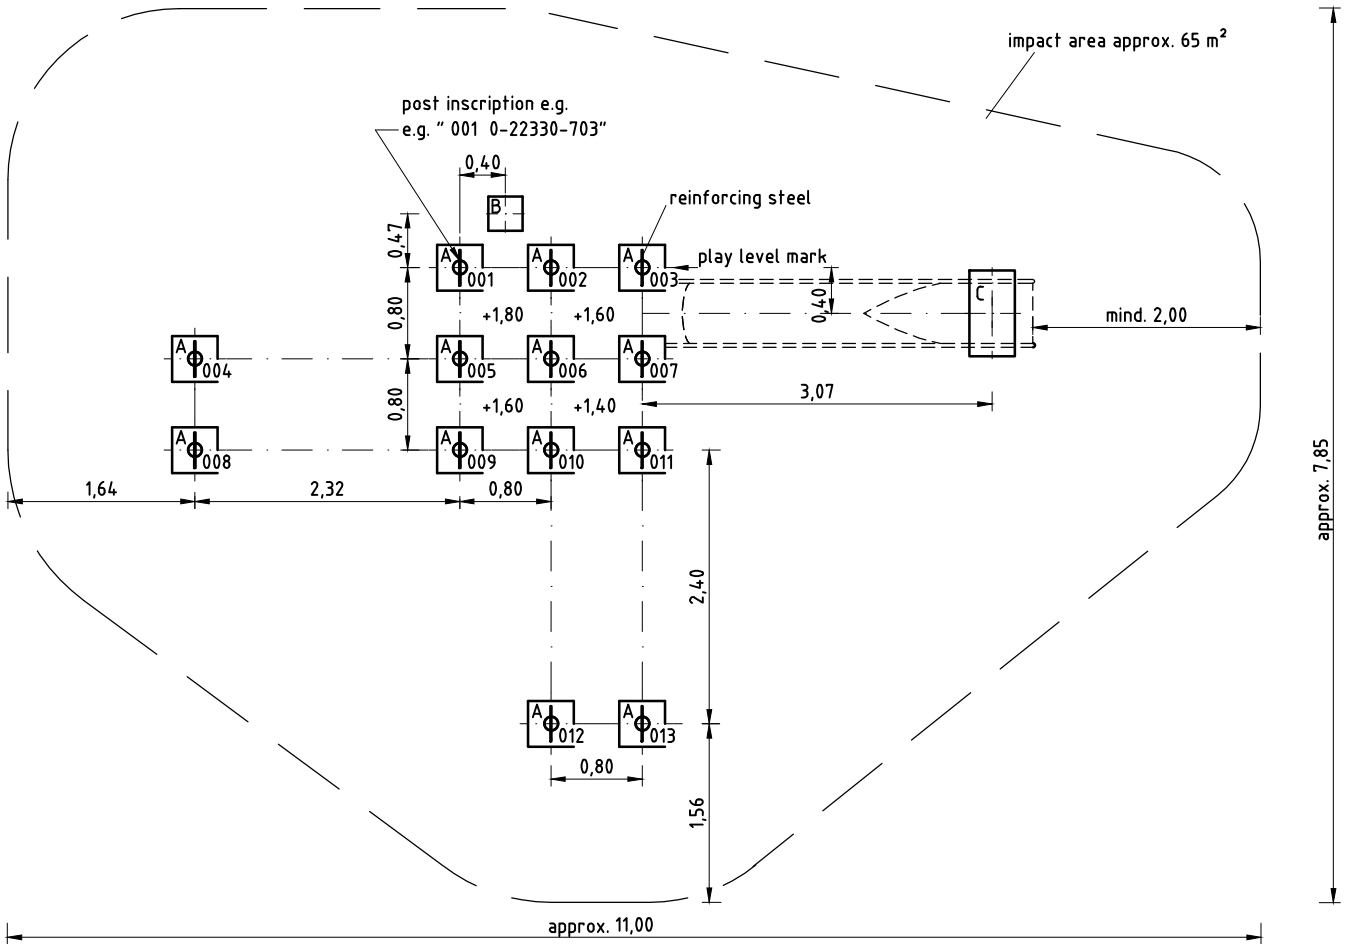 impact area approx. 65 m²
post inscription e.g.
e.g. “ 001 0-22330-703”
0,40
reinforcing steel
B
0,47
A
001
A
002
A
003
play level mark
C
0,80
+1,80
+1,60
0,40
mind. 2,00
A
004
A
005
A
006
A
007
3,07
0,80
+1,60
+1,40
A
008
A
009
A
010
A
011
1,64
2,32
0,80
approx. 7,85
2,40
A
012
A
013
0,80
1,56
approx. 11,00